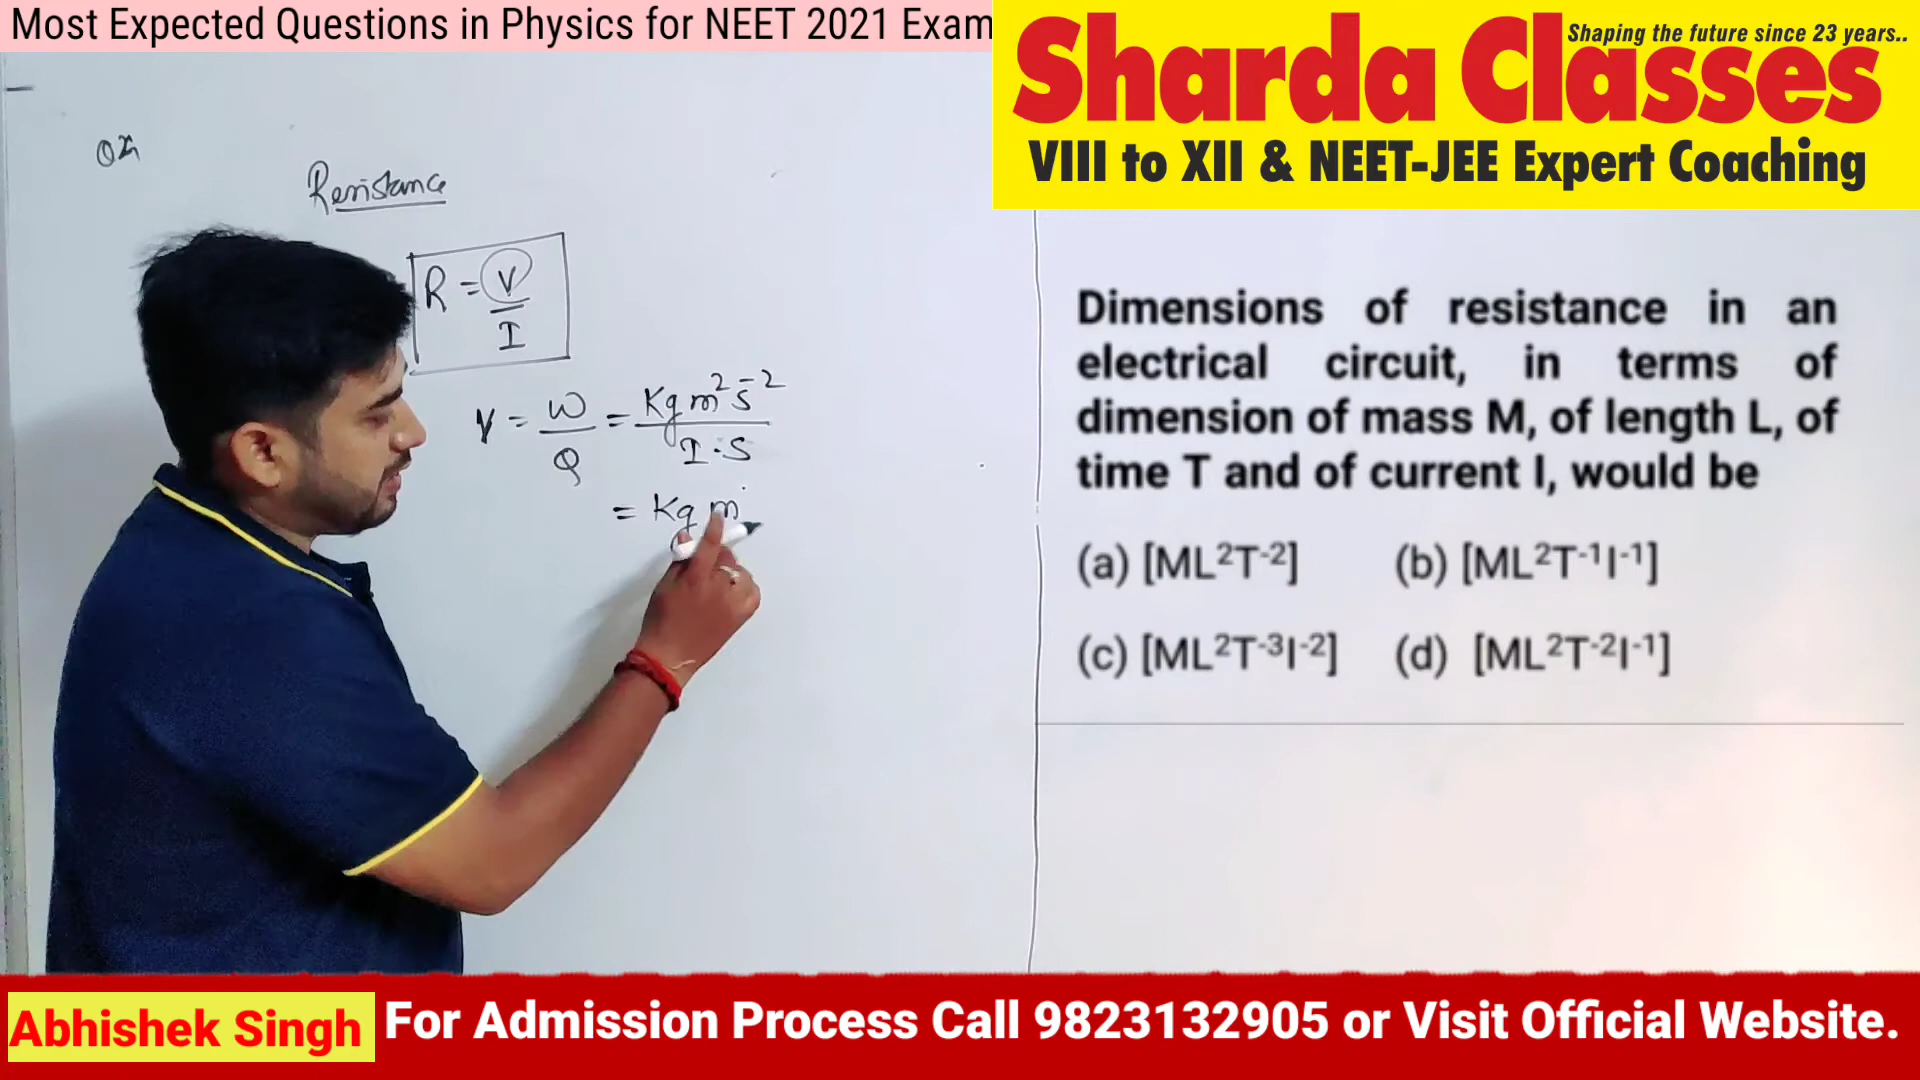 Most Expected Questions in Physics for NEET 2021 Exam
Shaping the future since 23 years..
Sharda Classes
VIII to XII & NEET-JEE Expert Coaching
Resistance
R = V / I
V = W / Q = Kg m² s⁻² / I·S
= Kg m
Dimensions of resistance in an
electrical circuit, in terms of
dimension of mass M, of length L, of
time T and of current I, would be
(a) [ML²T⁻²] (b) [ML²T⁻¹I⁻¹]
(c) [ML²T⁻³I⁻²] (d) [ML²T⁻²I⁻¹]
Abhishek Singh
For Admission Process Call 9823132905 or Visit Official Website.